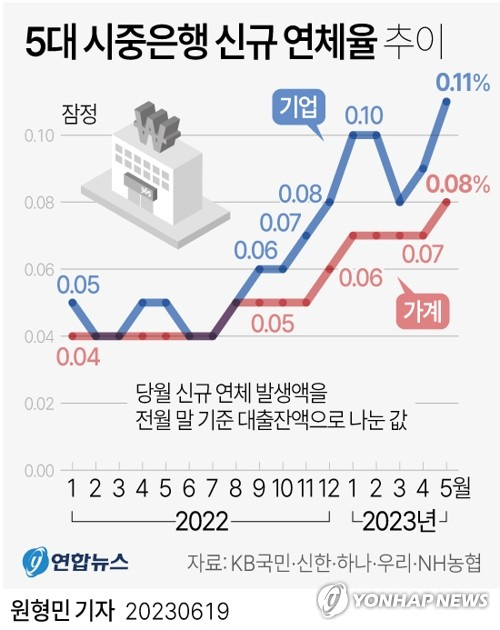 5대 시중은행 신규 연체율 추이
잠정
기업
0.11%
0.10
0.10
0.08%
0.08
0.08
0.07
0.06
0.07
0.06
0.06
0.05
0.05
가계
0.04
0.04
당월 신규 연체 발생액을
전월 말 기준 대출잔액으로 나눈 값
0.02
0.00
1 2 3 4 5 6 7 8 9 10 11 12 1 2 3 4 5월
2022 2023년
연합뉴스 자료: KB국민·신한·하나·우리·NH농협
원형민 기자 20230619
YONHAP NEWS